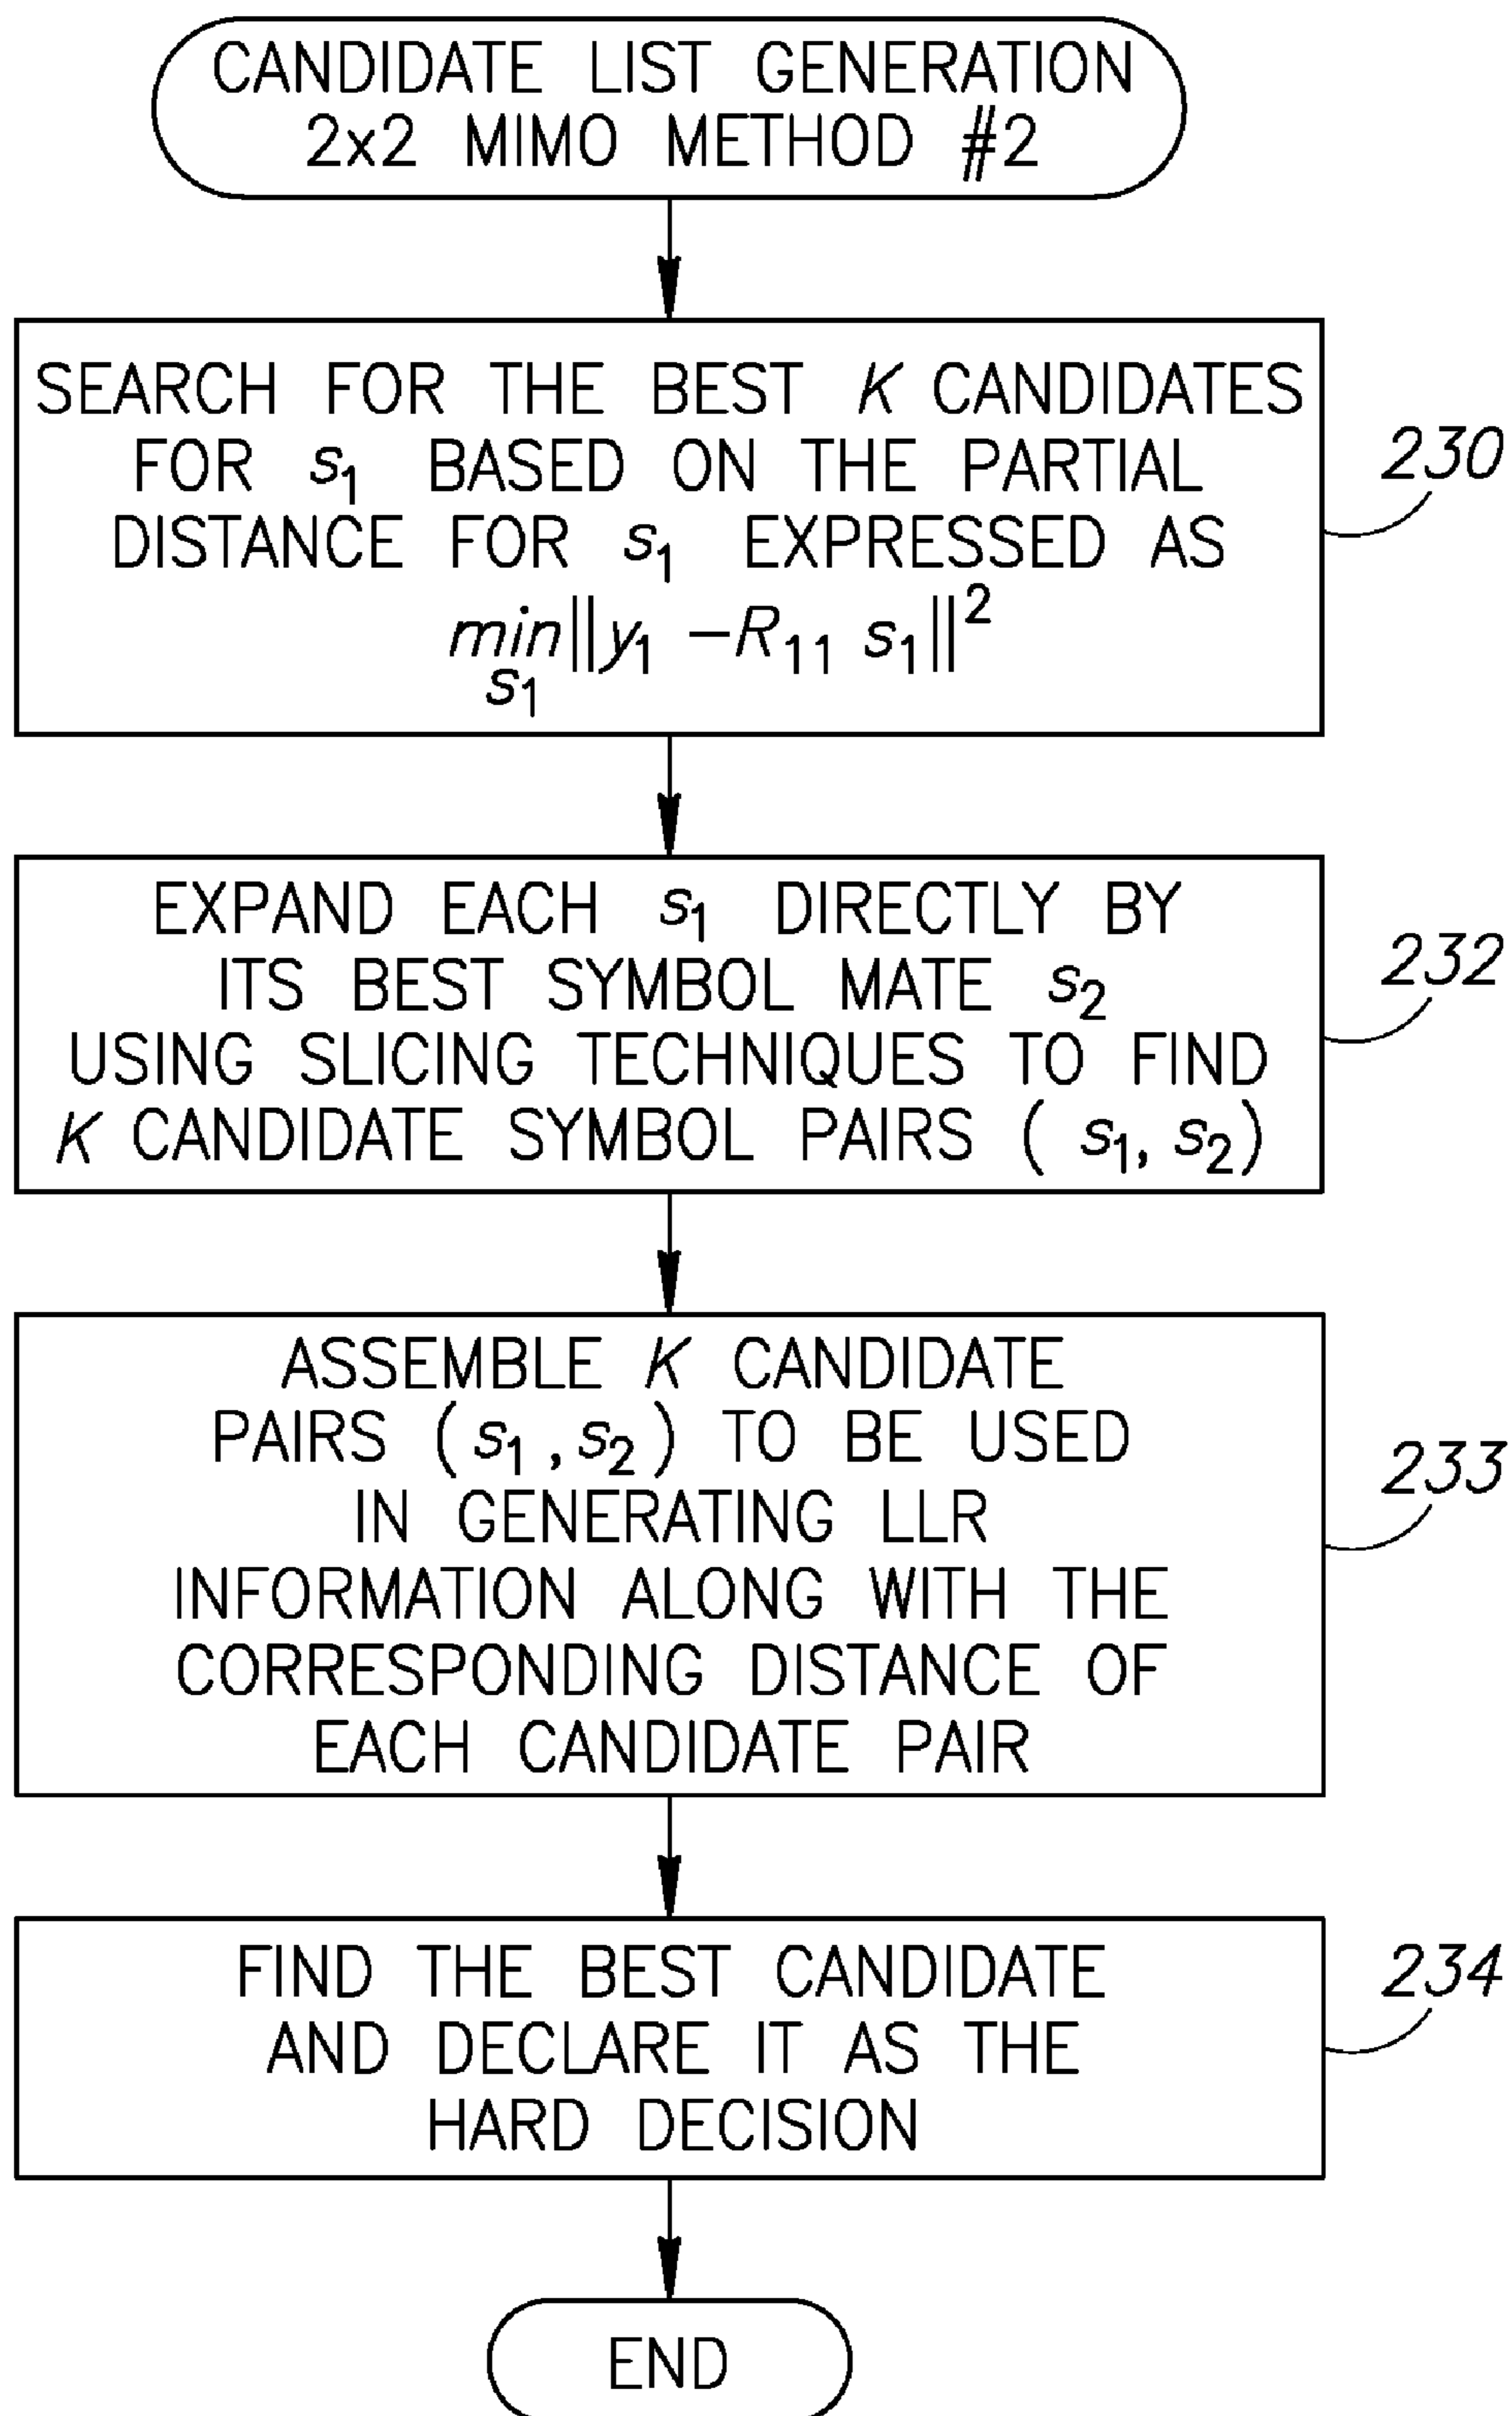 CANDIDATE LIST GENERATION
2x2 MIMO METHOD #2
SEARCH FOR THE BEST K CANDIDATES
FOR s₁ BASED ON THE PARTIAL
DISTANCE FOR s₁ EXPRESSED AS
min‖y₁ –R₁₁ s₁‖²
s₁
230
EXPAND EACH s₁ DIRECTLY BY
ITS BEST SYMBOL MATE s₂
USING SLICING TECHNIQUES TO FIND
K CANDIDATE SYMBOL PAIRS ( s₁, s₂)
232
ASSEMBLE K CANDIDATE
PAIRS (s₁ ,s₂) TO BE USED
IN GENERATING LLR
INFORMATION ALONG WITH THE
CORRESPONDING DISTANCE OF
EACH CANDIDATE PAIR
233
FIND THE BEST CANDIDATE
AND DECLARE IT AS THE
HARD DECISION
234
END